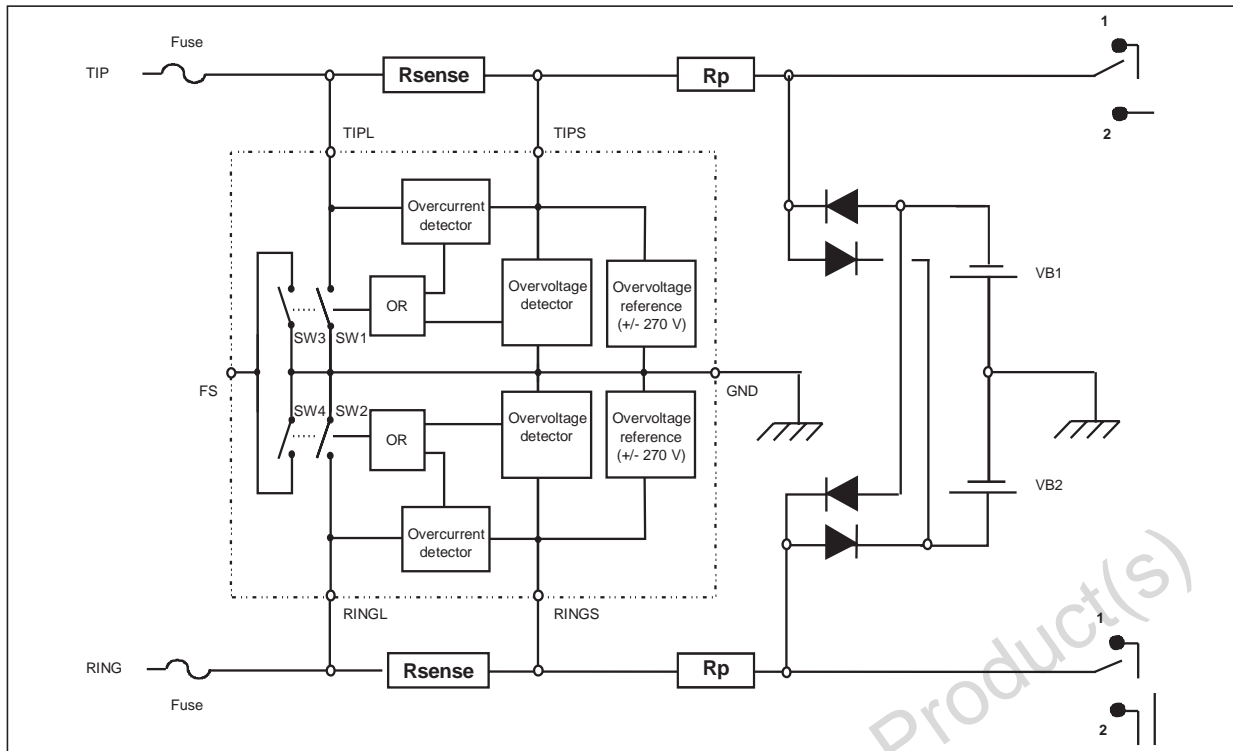 Fuse
TIP
Rsense
Rp
1
2
TIPL
TIPS
Overcurrent
detector
OR
Overvoltage
detector
Overvoltage
reference
(+/- 270 V)
VB1
SW3
SW1
FS
GND
SW4
SW2
OR
Overvoltage
detector
Overvoltage
reference
(+/- 270 V)
VB2
Overcurrent
detector
RINGL
RINGS
1
RING
Rsense
Rp
Fuse
2
Product(s)